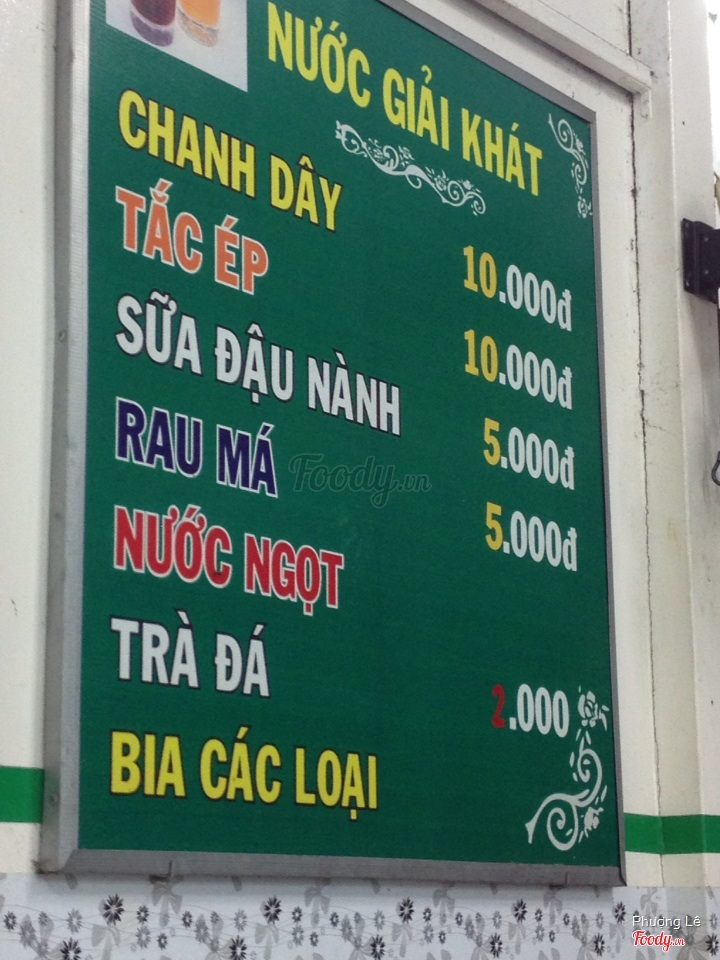 NƯỚC GIẢI KHÁT
CHANH DÂY 10.000đ
TẮC ÉP 10.000đ
SỮA ĐẬU NÀNH 5.000đ
RAU MÁ 5.000đ
NƯỚC NGỌT
TRÀ ĐÁ 2.000
BIA CÁC LOẠI
Foody.vn
Phương Lê
Foody.vn